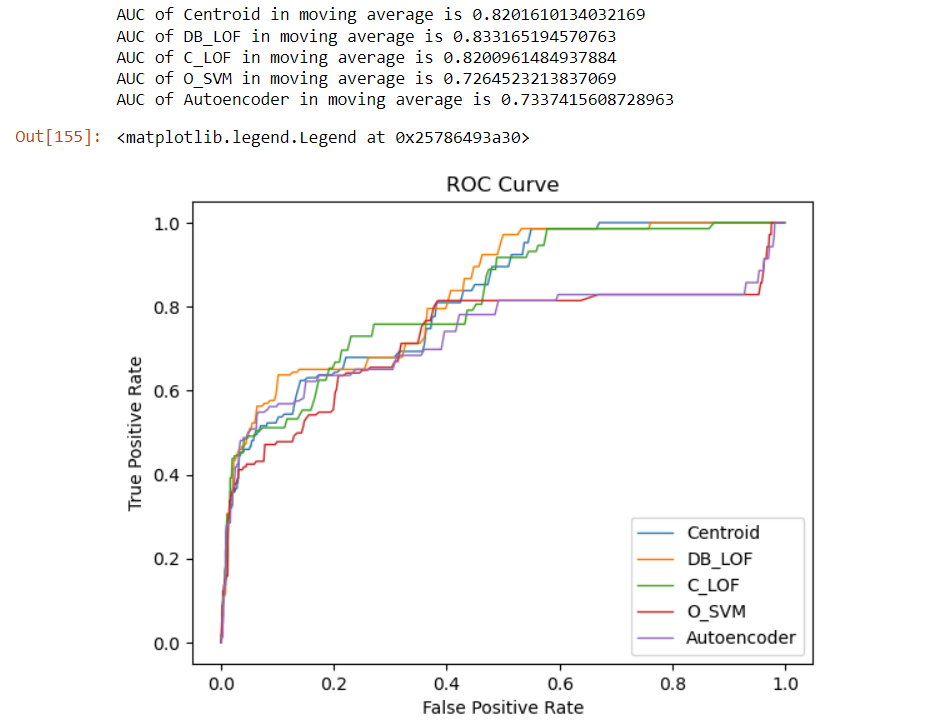 AUC of Centroid in moving average is 0.8201610134032169
AUC of DB_LOF in moving average is 0.833165194570763
AUC of C_LOF in moving average is 0.8200961484937884
AUC of O_SVM in moving average is 0.7264523213837069
AUC of Autoencoder in moving average is 0.7337415608728963
Out[155]: <matplotlib.legend.Legend at 0x25786493a30>
ROC Curve
1.0
0.8
0.6
0.4
0.2
0.0
True Positive Rate
Centroid
DB_LOF
C_LOF
O_SVM
Autoencoder
0.0 0.2 0.4 0.6 0.8 1.0
False Positive Rate